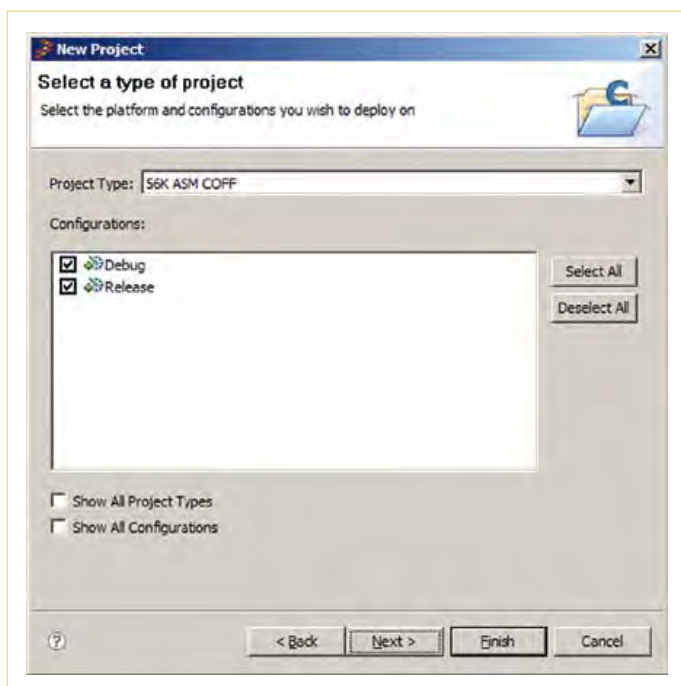 New Project
Select a type of project
Select the platform and configurations you wish to deploy on
Project Type: S6K ASM COFF
Configurations:
Debug
Release
Select All
Deselect All
Show All Project Types
Show All Configurations
< Back
Next >
Finish
Cancel